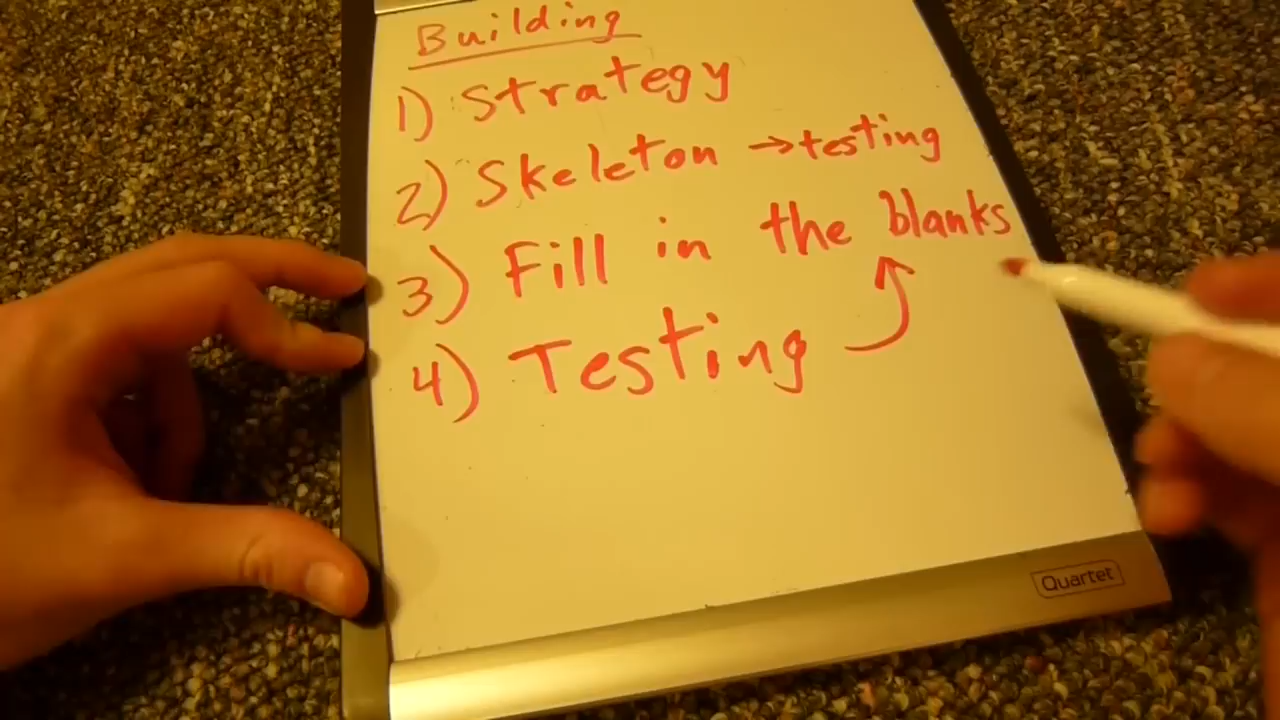 Building
1) Strategy
2) Skeleton →testing
3) Fill in the blanks
4) Testing
Quartet